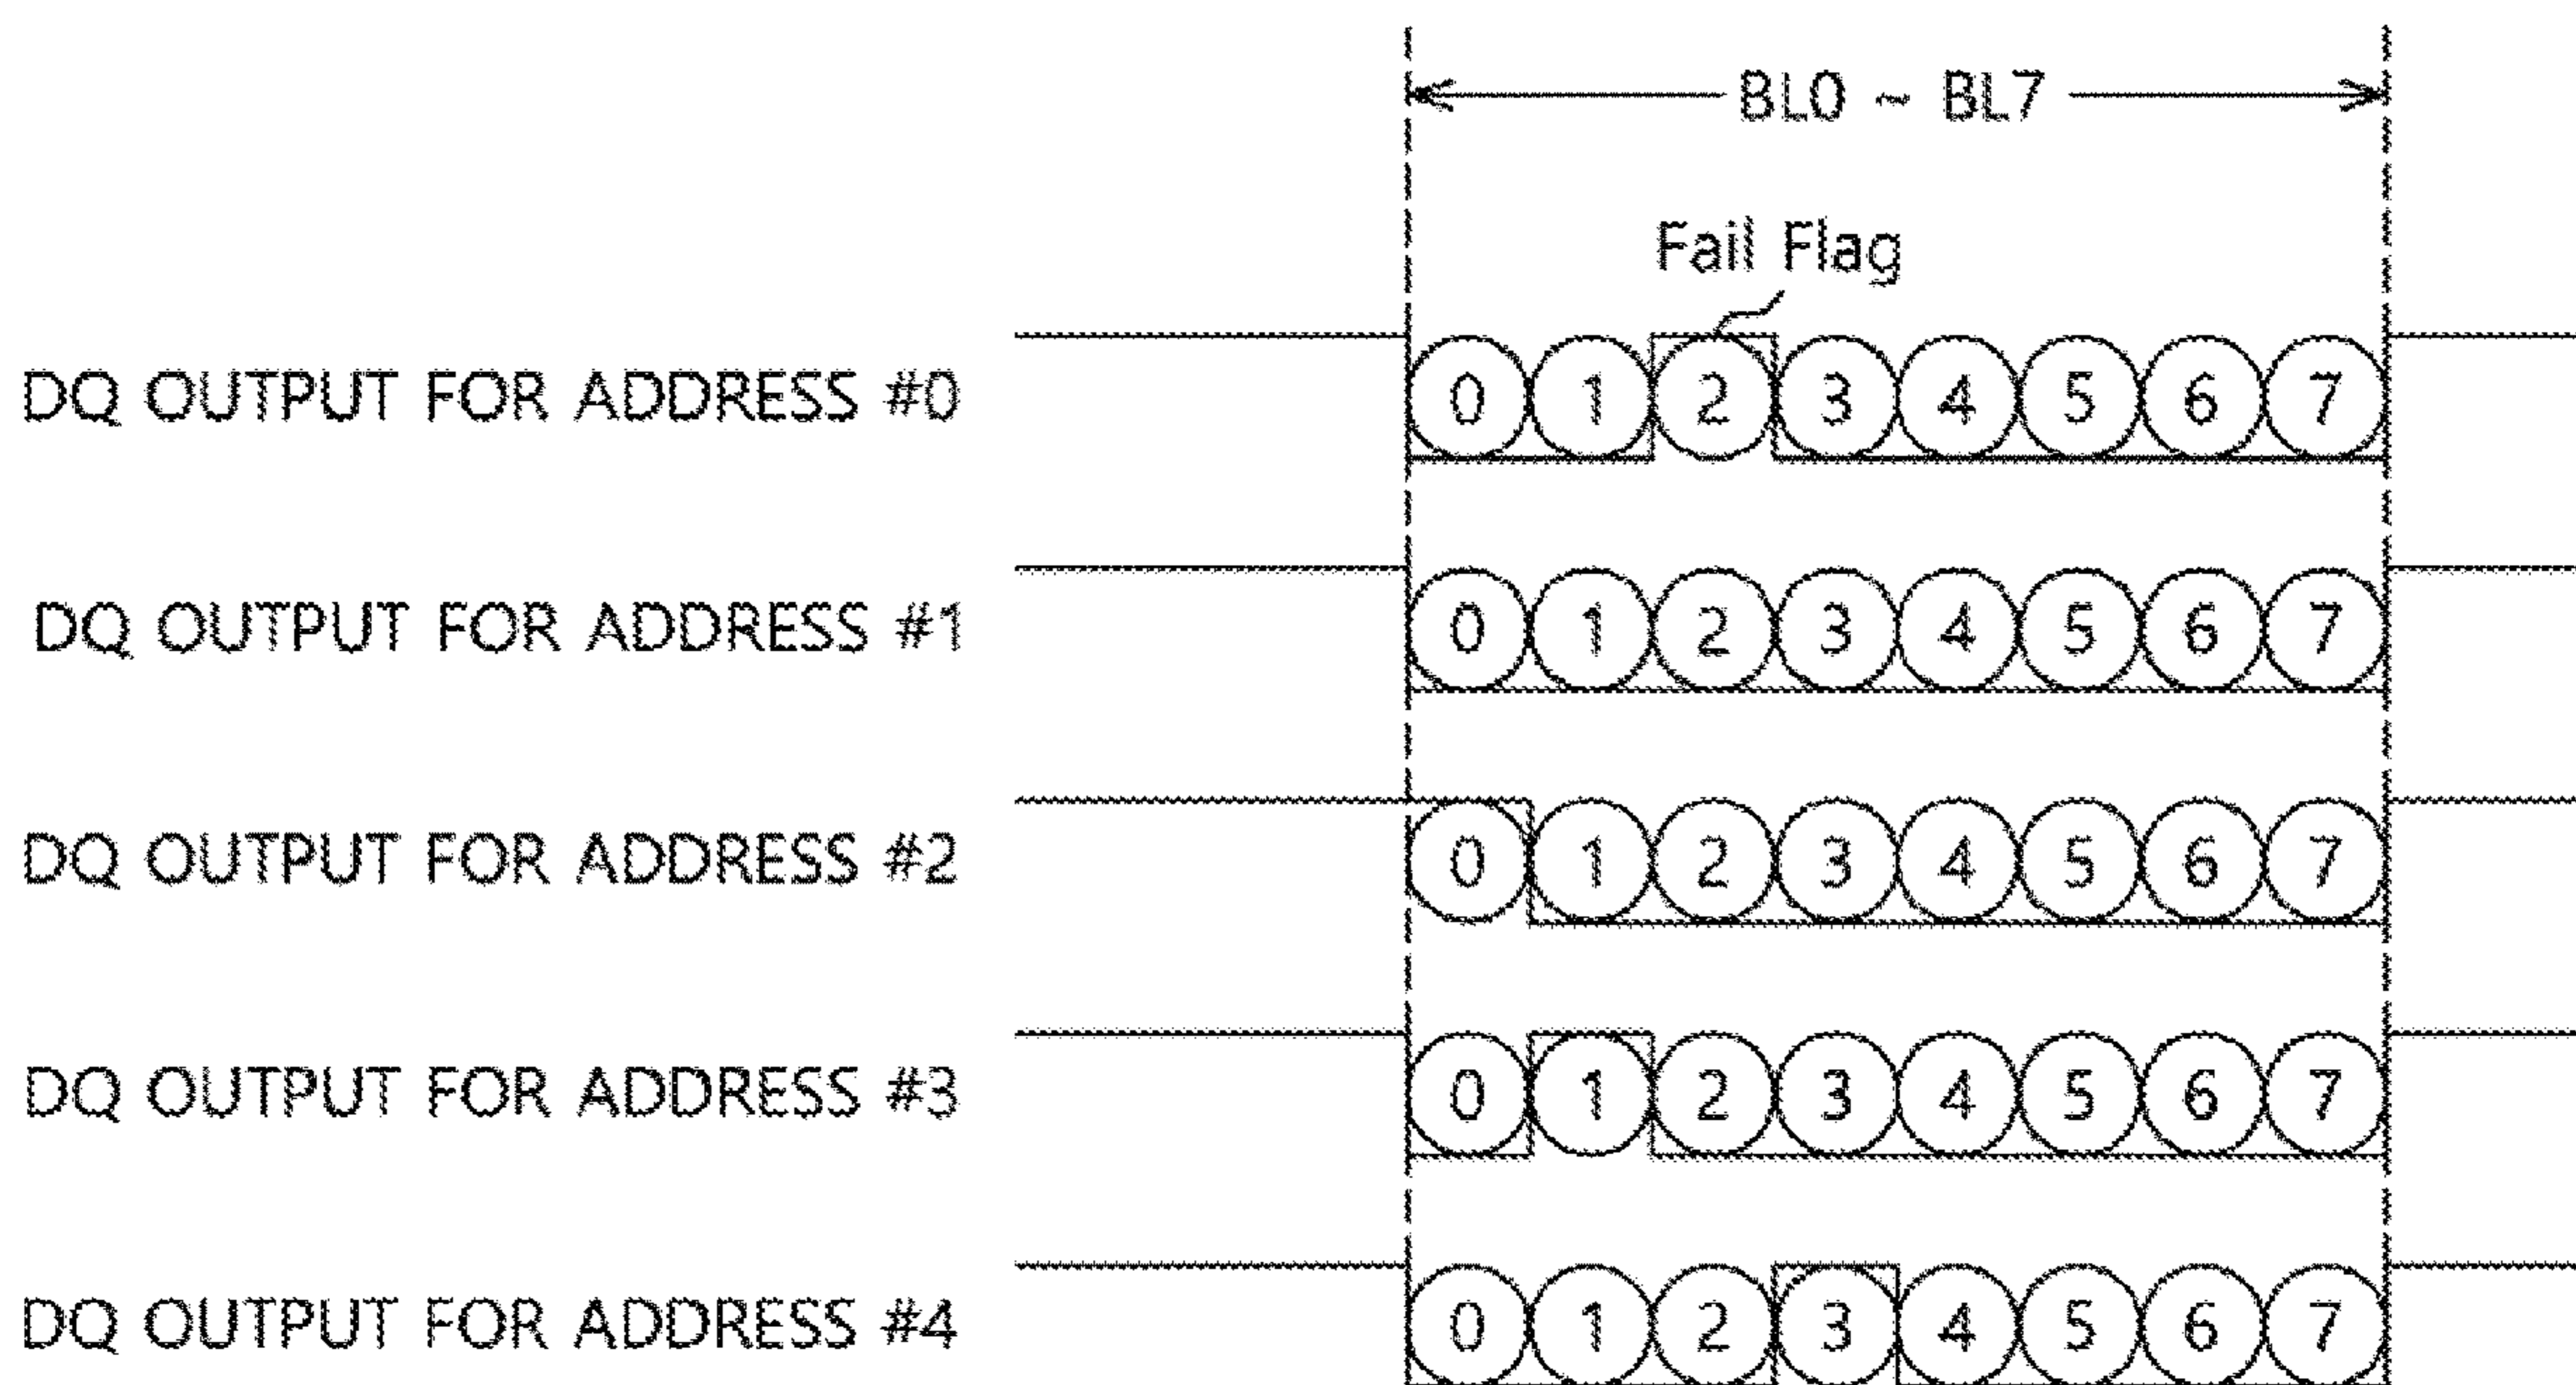 BL0 ~ BL7
Fail Flag
DQ OUTPUT FOR ADDRESS #0 0 1 2 3 4 5 6 7
DQ OUTPUT FOR ADDRESS #1 0 1 2 3 4 5 6 7
DQ OUTPUT FOR ADDRESS #2 0 1 2 3 4 5 6 7
DQ OUTPUT FOR ADDRESS #3 0 1 2 3 4 5 6 7
DQ OUTPUT FOR ADDRESS #4 0 1 2 3 4 5 6 7